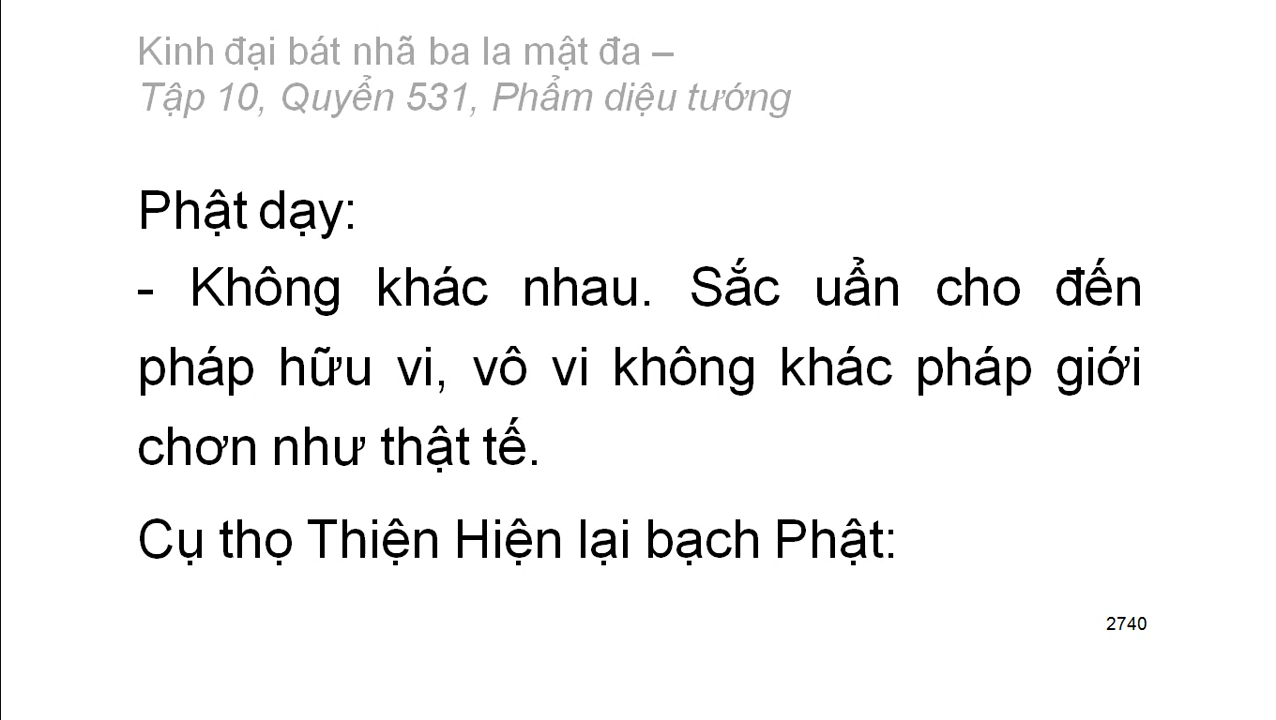 Kinh đại bát nhã ba la mật đa –
Tập 10, Quyển 531, Phẩm diệu tướng
Phật dạy:
- Không khác nhau. Sắc uẩn cho đến
pháp hữu vi, vô vi không khác pháp giới
chơn như thật tế.
Cụ thọ Thiện Hiện lại bạch Phật:
2740